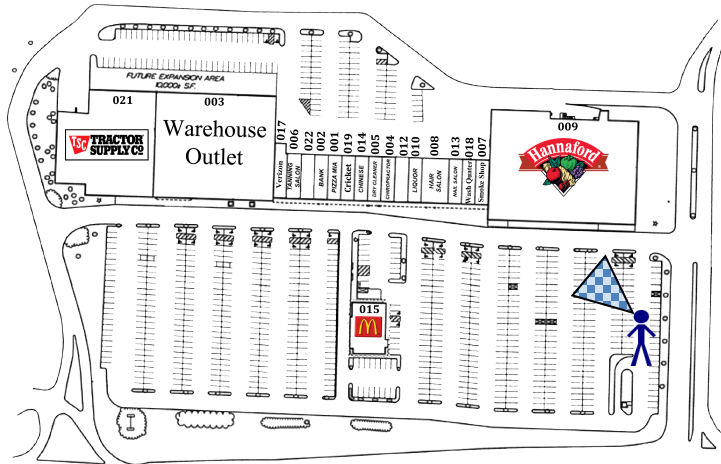 FUTURE EXPANSION AREA
10,000± S.F.
021
003
TSC TRACTOR
SUPPLY CO
Warehouse
Outlet
017
Verizon
006
TANNING
SALON
022
002
BANK
001
PIZZA MIA
019
Cricket
014
CHINESE
005
DRY CLEANER
004
CHIROPRACTOR
012
010
LIQUOR
008
HAIR
SALON
013
NAIL SALON
018
Wash Quarters
007
Smoke Shop
009
Hannaford
015